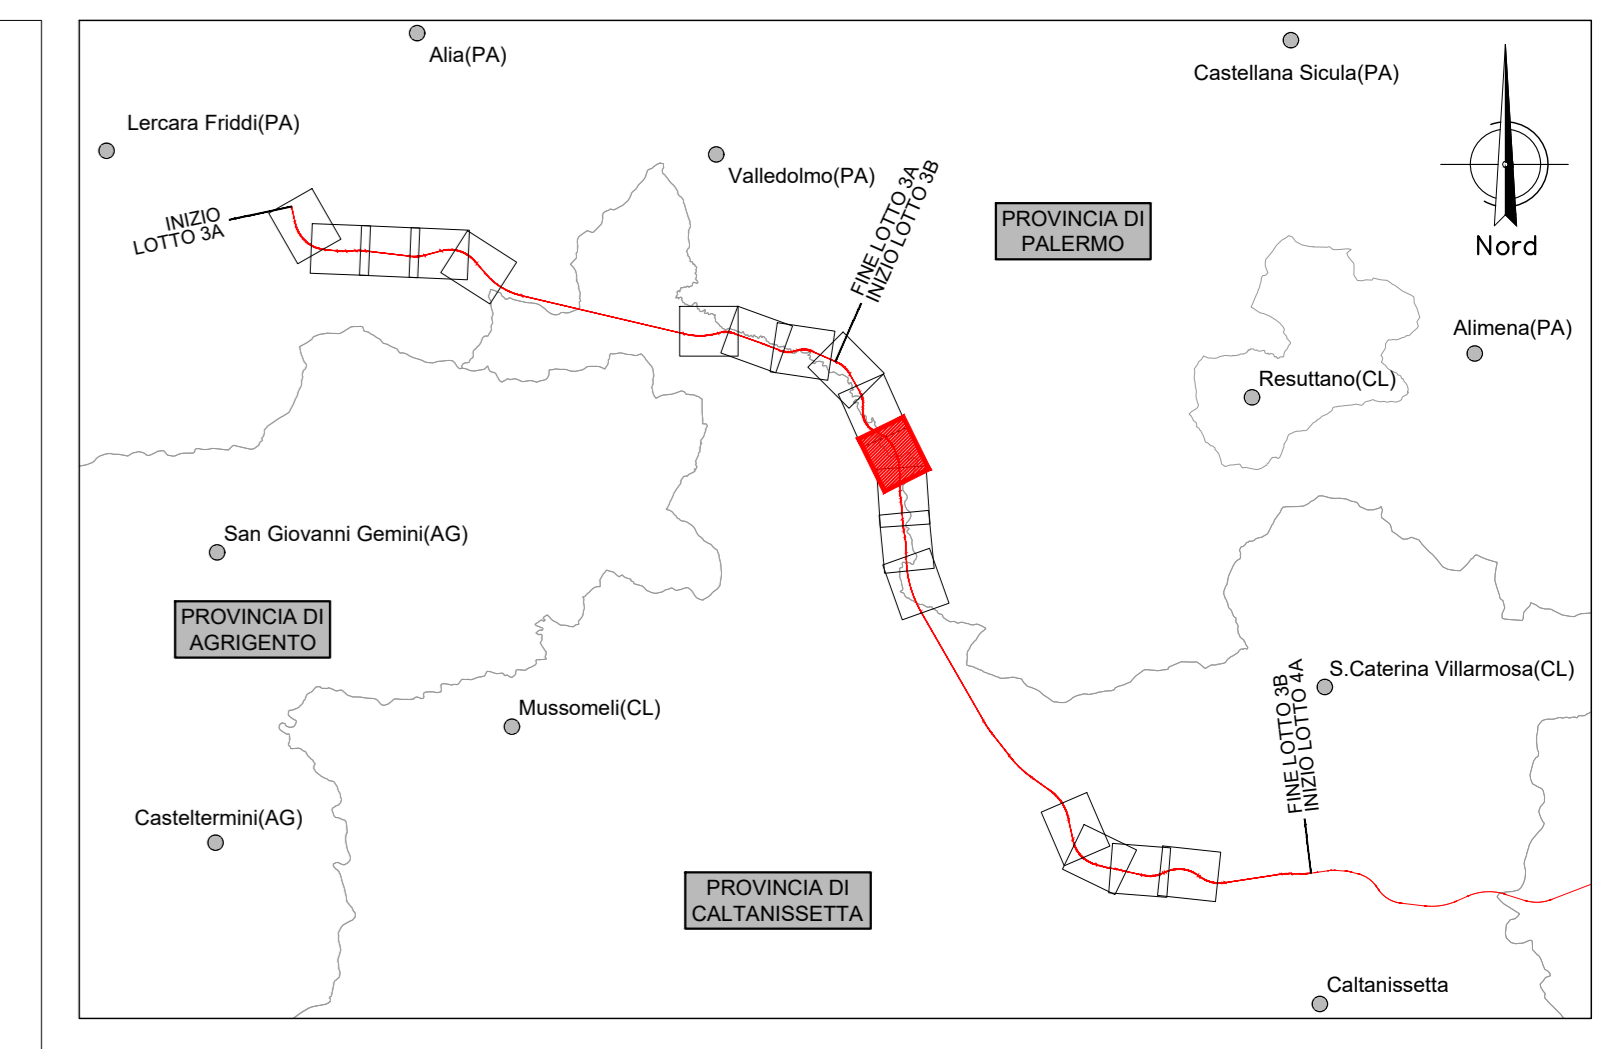 Alia(PA)
Castellana Sicula(PA)
Lercara Friddi(PA)
Valledolmo(PA)
INIZIO
LOTTO 3A
FINE LOTTO 3A
INIZIO LOTTO 3B
PROVINCIA DI
PALERMO
Nord
Alimena(PA)
Resuttano(CL)
San Giovanni Gemini(AG)
PROVINCIA DI
AGRIGENTO
S.Caterina Villarmosa(CL)
FINE LOTTO 3B
INIZIO LOTTO 4A
Mussomeli(CL)
Casteltermini(AG)
PROVINCIA DI
CALTANISSETTA
Caltanissetta